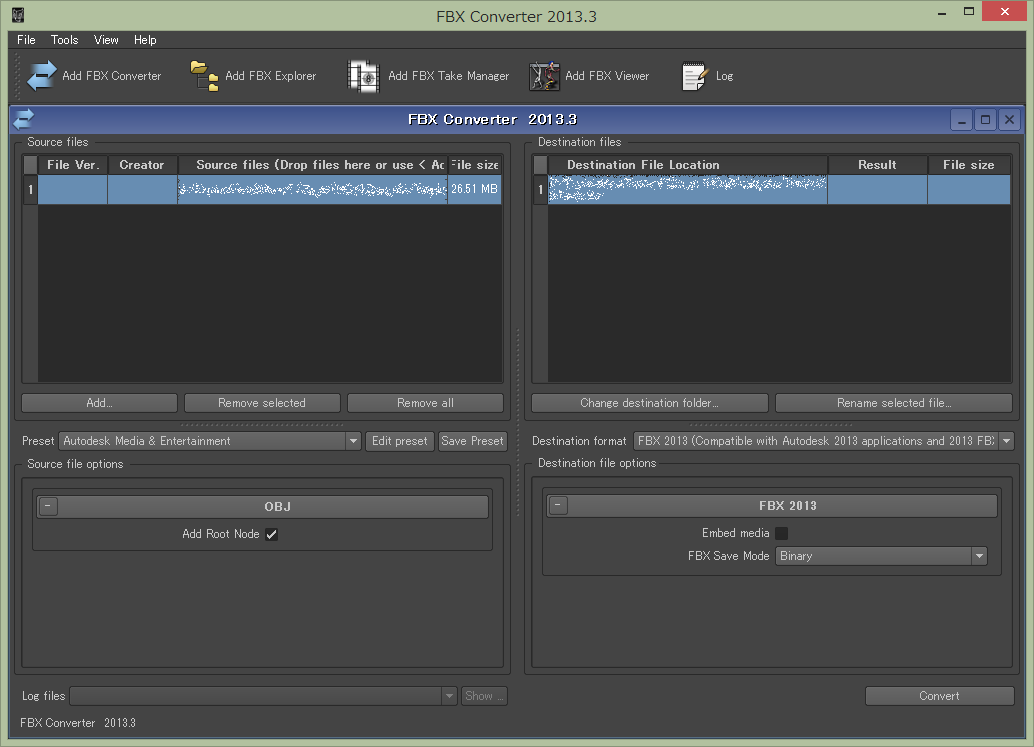 FBX Converter 2013.3
File Tools View Help
Add FBX Converter Add FBX Explorer Add FBX Take Manager Add FBX Viewer Log
FBX Converter 2013.3
Source files
File Ver. Creator Source files (Drop files here or use < Ac File size
1 26.51 MB
Add...
Remove selected
Remove all
Preset Autodesk Media & Entertainment Edit preset Save Preset
Source file options
- OBJ
Add Root Node
Destination files
Destination File Location Result File size
1
Change destination folder...
Rename selected file...
Destination format FBX 2013 (Compatible with Autodesk 2013 applications and 2013 FB
Destination file options
- FBX 2013
Embed media
FBX Save Mode Binary
Log files Show ...
Convert
FBX Converter 2013.3